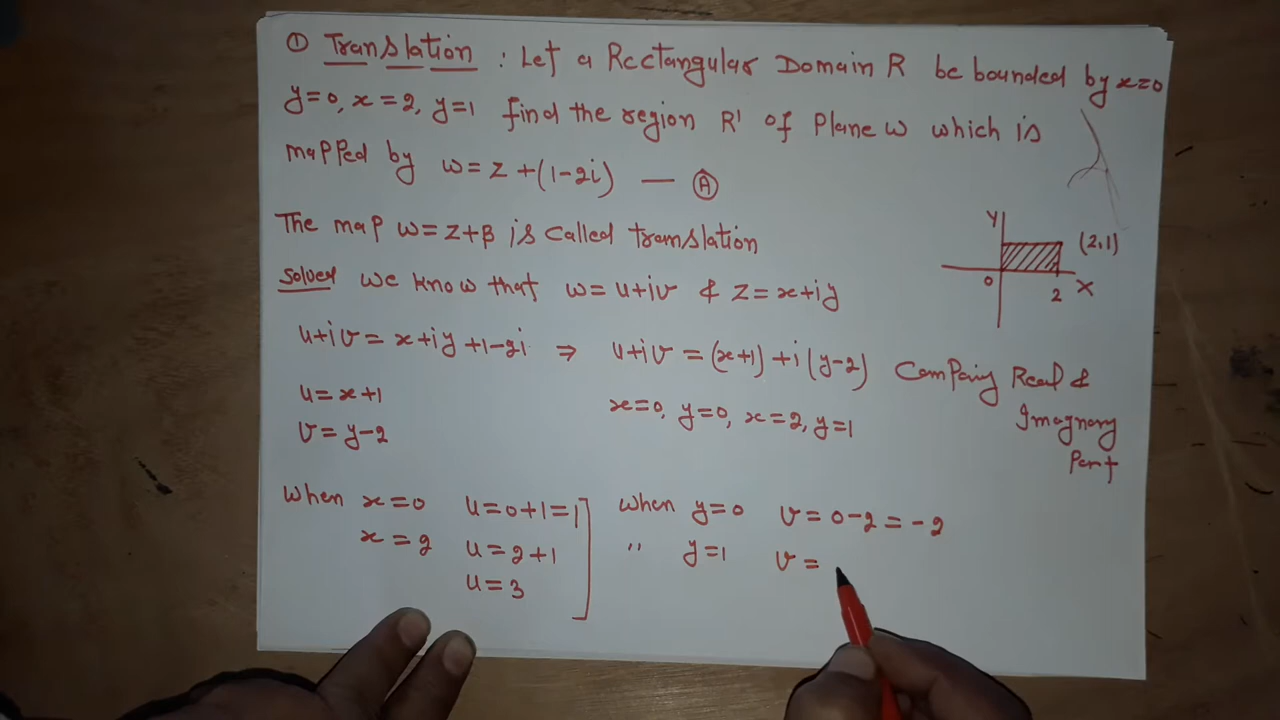 ① Translation : Let a Rectangular Domain R be bounded by x=0
y=0, x=2, y=1 find the region R' of Plane w which is
mapped by w=z+(1-2i) — Ⓐ
The map w=z+β is called translation
Solved we know that w=u+iv & z=x+iy
u+iv=x+iy+1-2i ⇒ u+iv=(x+1)+i(y-2) Compairing Real &
Imagnary
Part
u=x+1
v=y-2
x=0, y=0, x=2, y=1
When x=0 u=0+1=1
x=2 u=2+1
u=3
When y=0 v=0-2=-2
" y=1 v=
Y
(2,1)
0
2
X